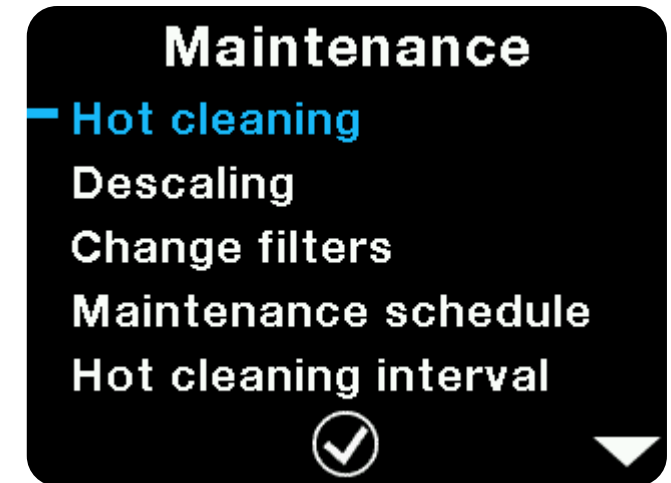 Maintenance
Hot cleaning
Descaling
Change filters
Maintenance schedule
Hot cleaning interval